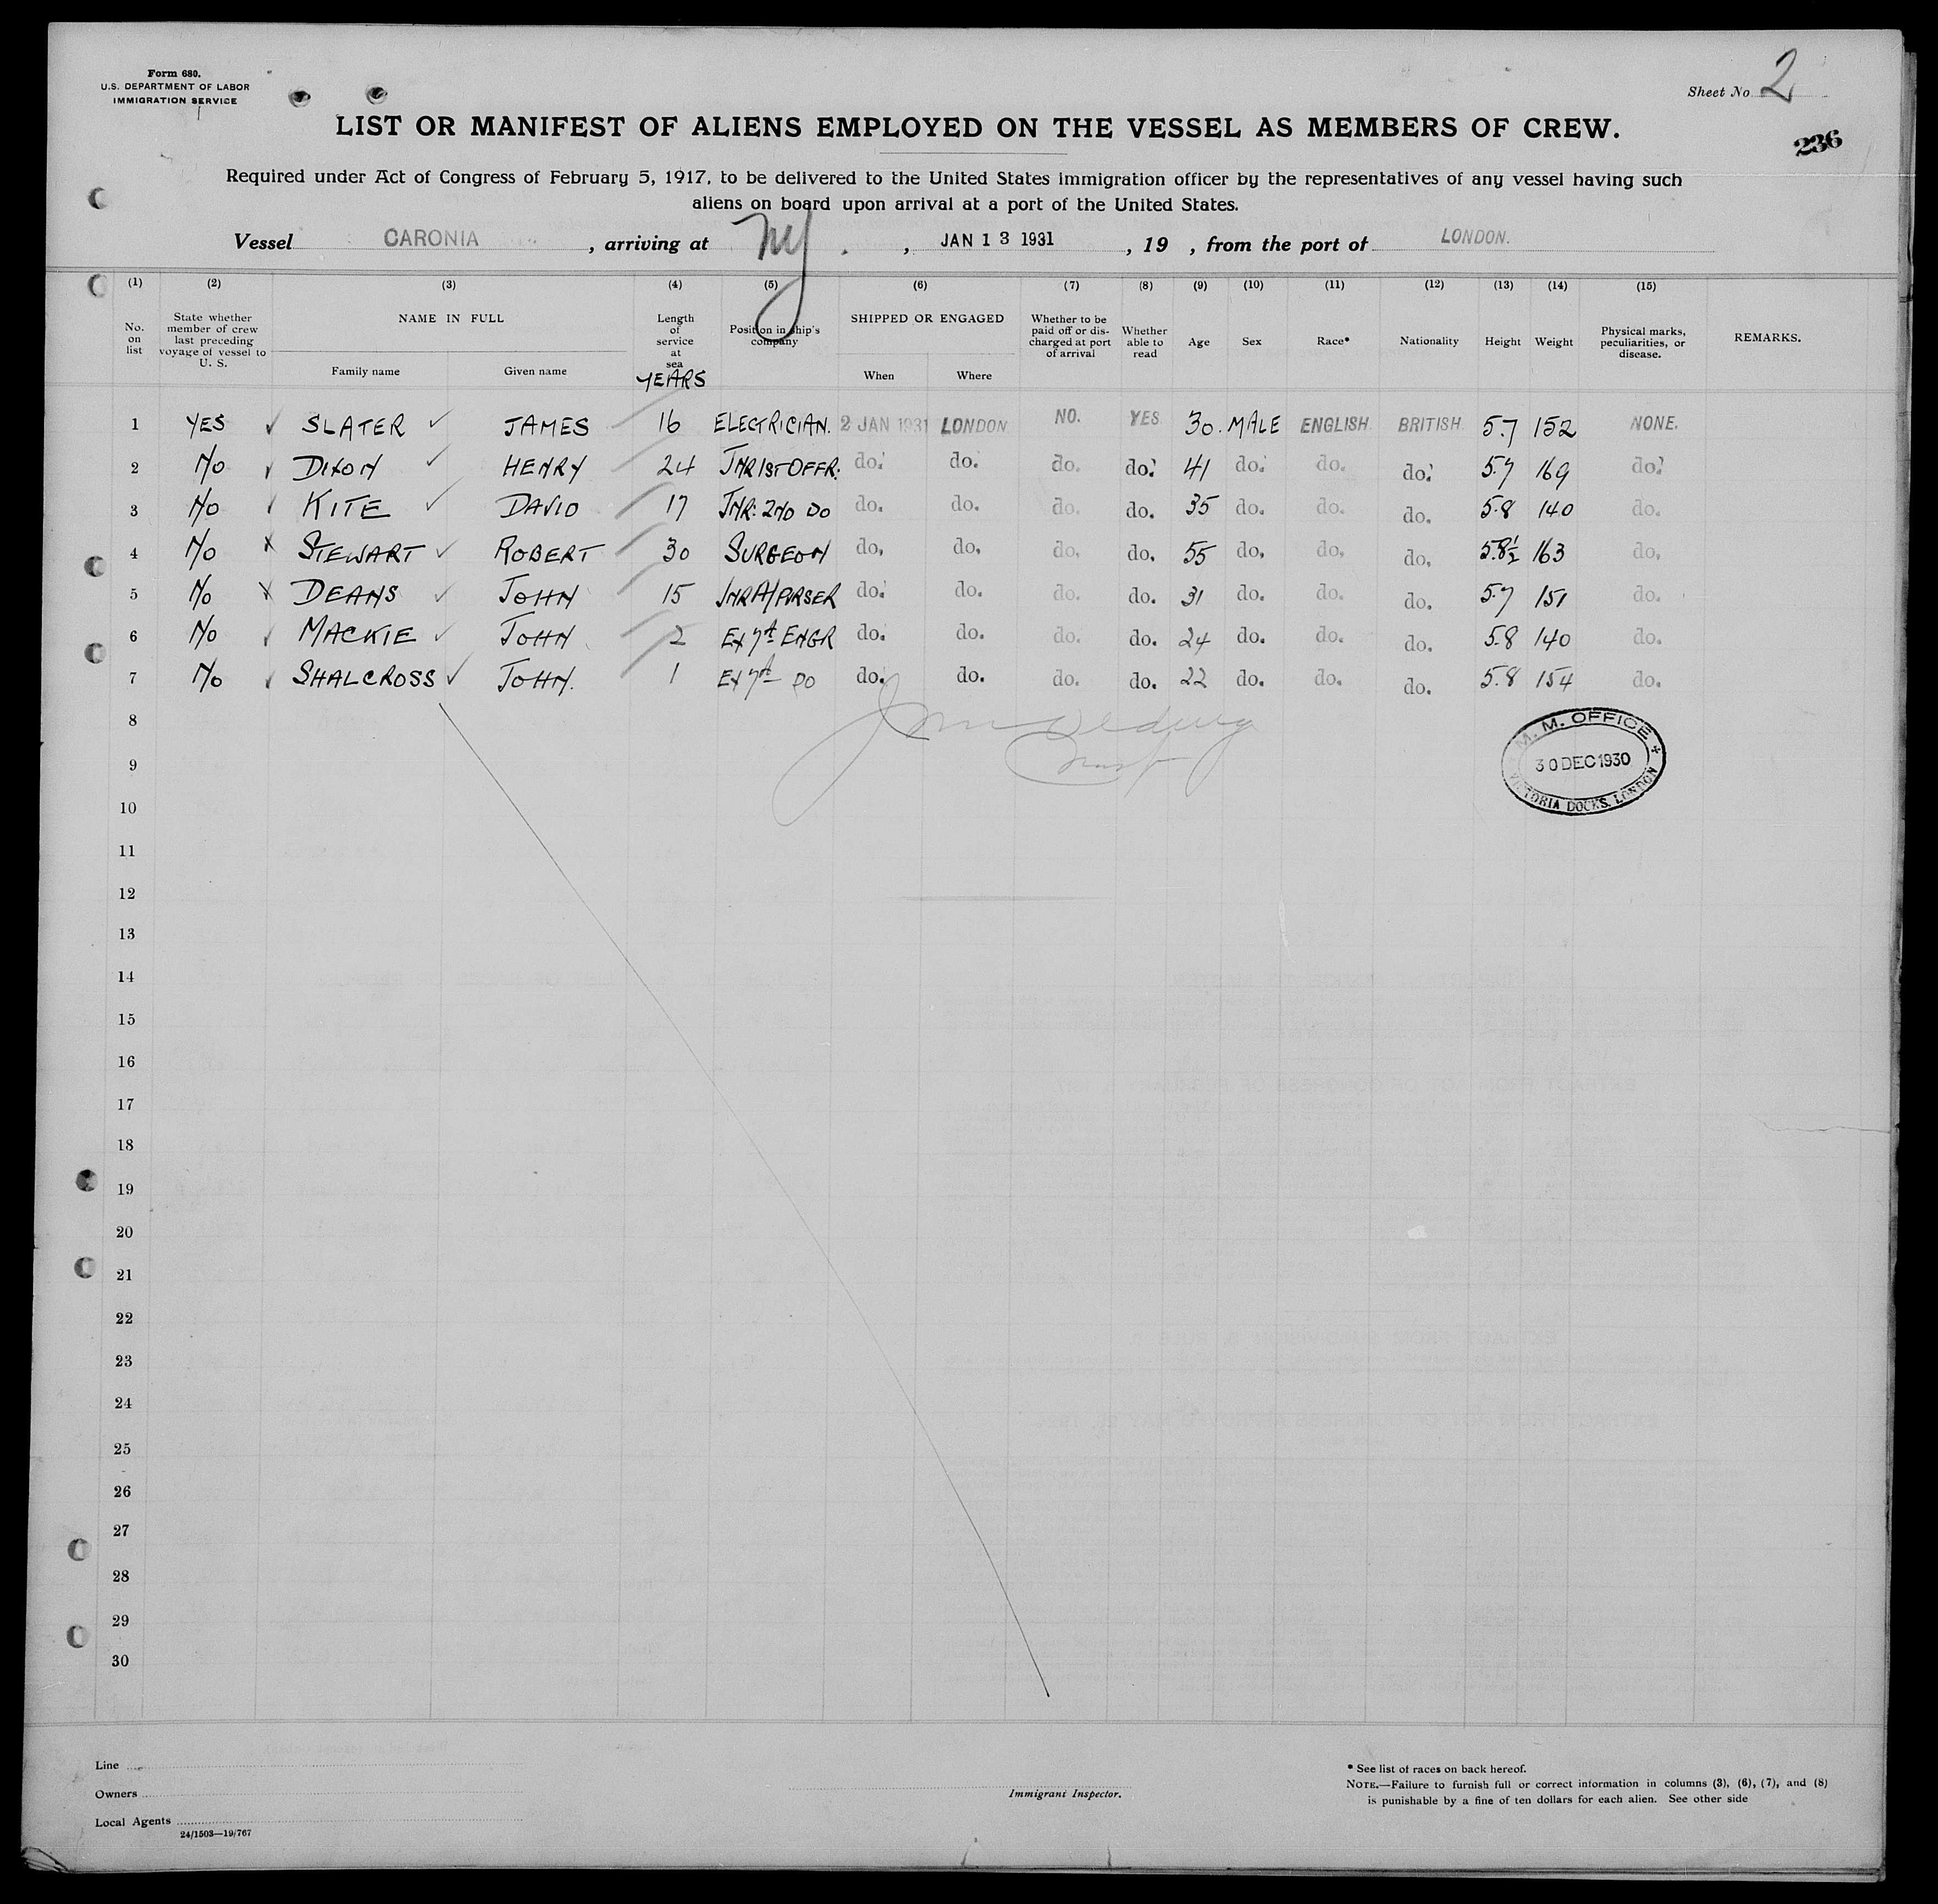 Form 680.
U.S. DEPARTMENT OF LABOR
IMMIGRATION SERVICE
Sheet No 2
LIST OR MANIFEST OF ALIENS EMPLOYED ON THE VESSEL AS MEMBERS OF CREW.
236
Required under Act of Congress of February 5, 1917, to be delivered to the United States immigration officer by the representatives of any vessel having such
aliens on board upon arrival at a port of the United States.
Vessel CARONIA, arriving at NY., JAN 13 1931, 19 , from the port of LONDON.
(1) (2) (3) (4) (5) (6) (7) (8) (9) (10) (11) (12) (13) (14) (15)
No. on list State whether member of crew last preceding voyage of vessel to U. S. NAME IN FULL Family name Given name Length of service at sea YEARS Position in ship's company SHIPPED OR ENGAGED When Where Whether to be paid off or discharged at port of arrival Whether able to read Age Sex Race* Nationality Height Weight Physical marks, peculiarities, or disease. REMARKS.
1 YES SLATER JAMES 16 ELECTRICIAN. 2 JAN 1931 LONDON NO. YES 30. MALE ENGLISH BRITISH 5.7 152 NONE.
2 No DIXON HENRY 24 JNR 1ST OFFR. do. do. do. do. 41 do. do. do. 5.7 169 do.
3 No KITE DAVID 17 JNR: 2ND DO do. do. do. do. 35 do. do. do. 5.8 140 do.
4 No STEWART ROBERT 30 SURGEON do. do. do. do. 55 do. do. do. 5.8½ 163 do.
5 No DEANS JOHN 15 JNR A/PURSER do. do. do. do. 31 do. do. do. 5.7 151 do.
6 No MACKIE JOHN 2 EX 7th ENGR do. do. do. do. 24 do. do. do. 5.8 140 do.
7 No SHALCROSS JOHN. 1 EX 7th DO do. do. do. do. 22 do. do. do. 5.8 154 do.
8
9
10
M. M. OFFICE
30 DEC 1930
VICTORIA DOCKS, LONDON
11
12
13
14
15
16
17
18
19
20
21
22
23
24
25
26
27
28
29
30
Line
Owners
Local Agents
24/1503—19/767
Immigrant Inspector.
* See list of races on back hereof.
NOTE.—Failure to furnish full or correct information in columns (3), (6), (7), and (8)
is punishable by a fine of ten dollars for each alien. See other side